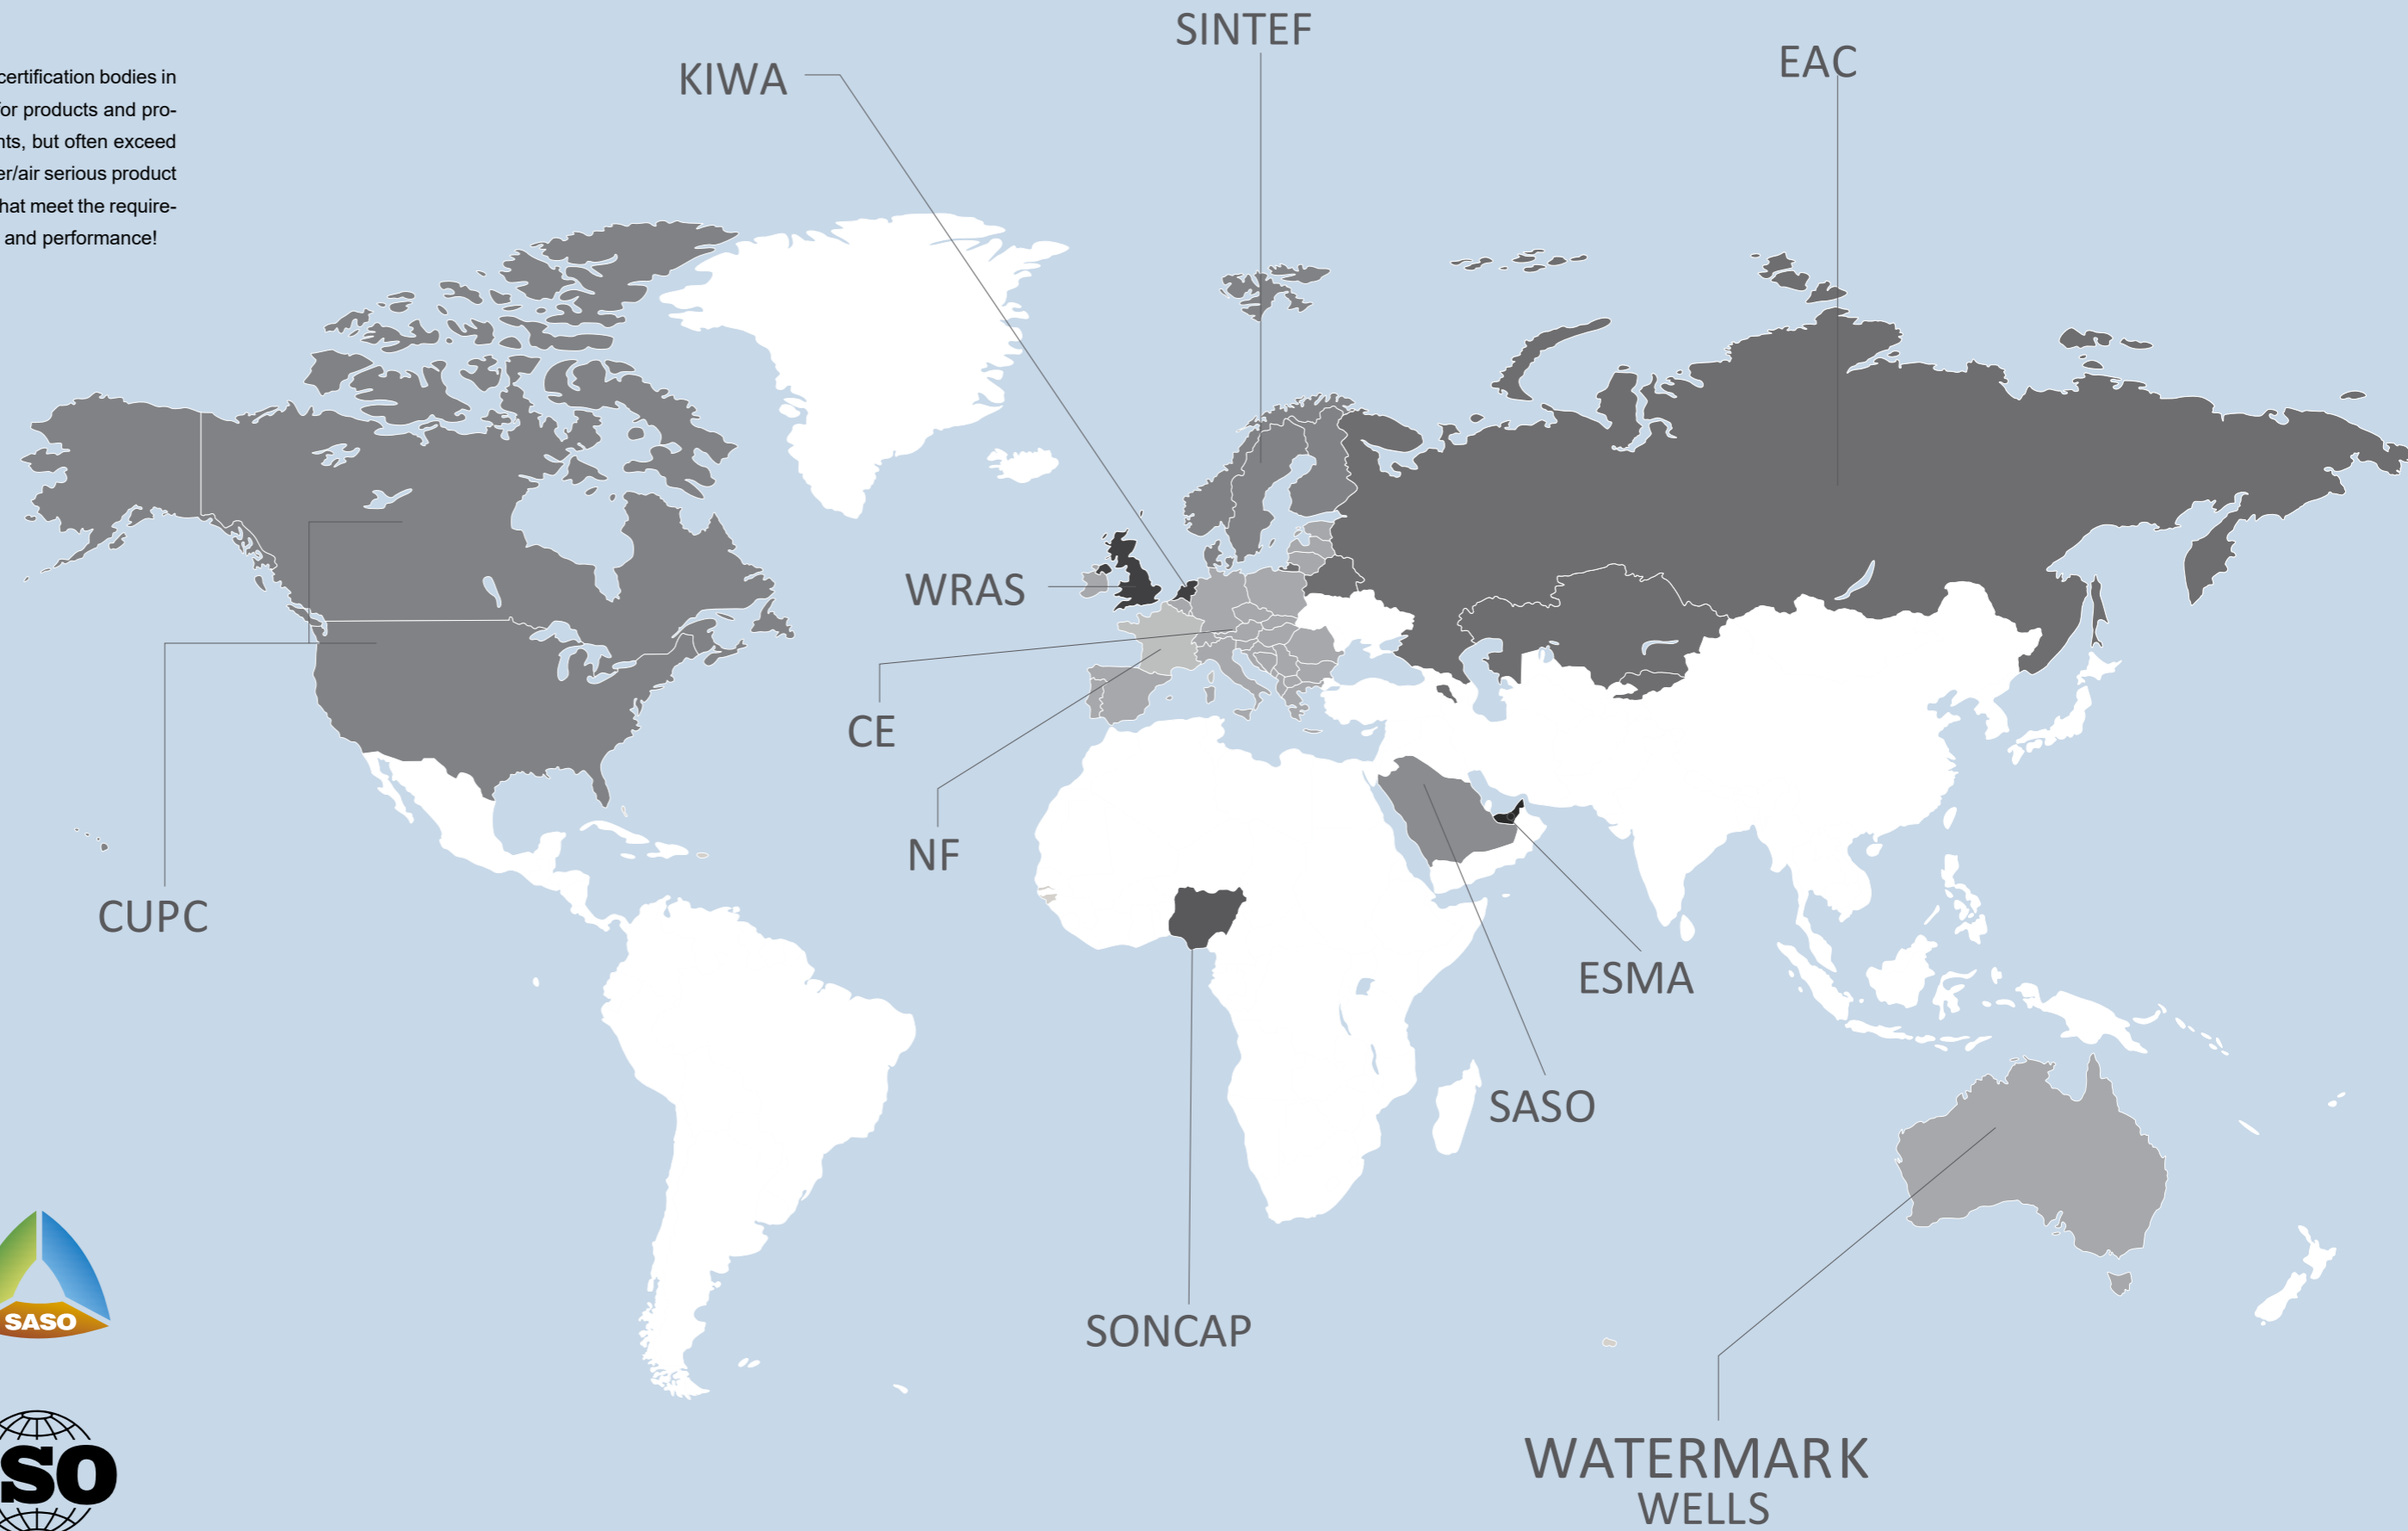 certification bodies in
for products and pro-
nts, but often exceed
er/air serious product
hat meet the require-
and performance!
SINTEF
EAC
KIWA
WRAS
CE
NF
CUPC
ESMA
SASO
SONCAP
WATERMARK
WELLS
SASO
SO